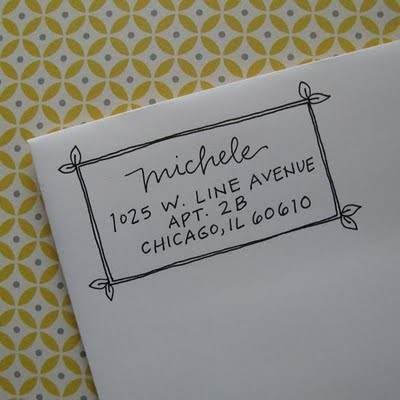 michele
1025 W. LINE AVENUE
APT. 2B
CHICAGO, IL 60610